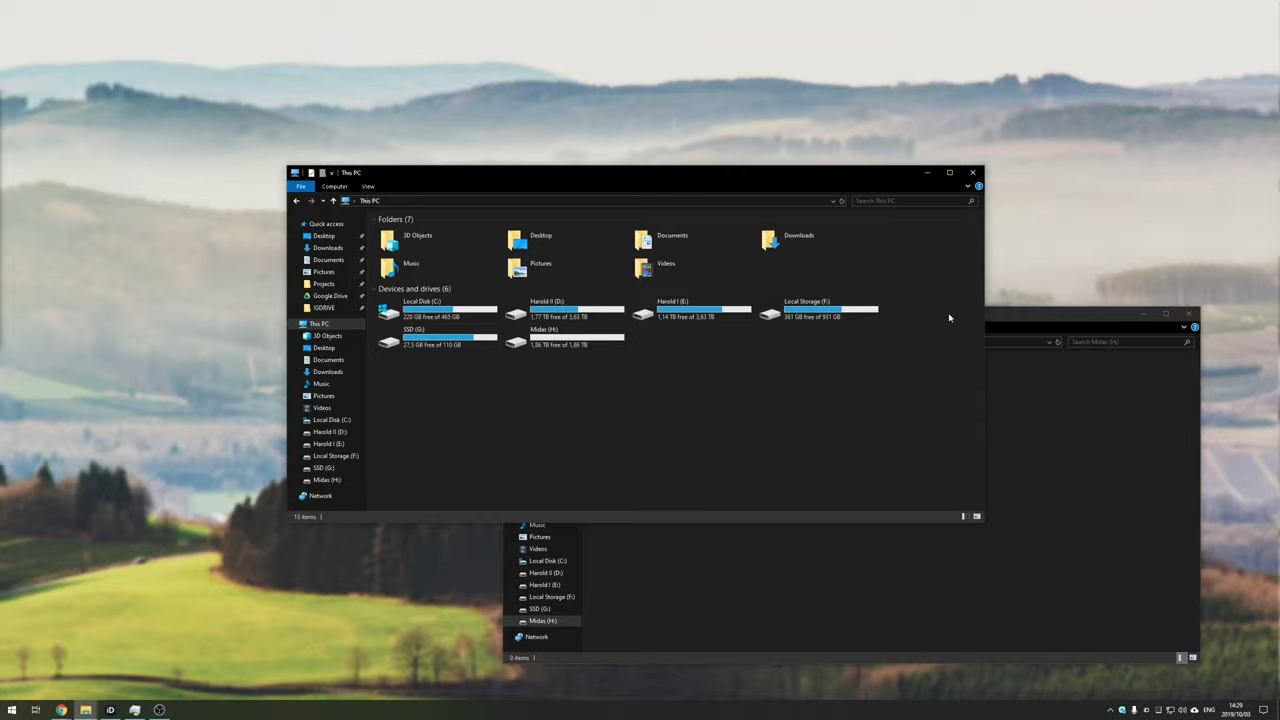 This PC
File Computer View
This PC
Search This PC
Quick access
Desktop
Downloads
Documents
Pictures
Projects
Google Drive
!GDRIVE
This PC
3D Objects
Desktop
Documents
Downloads
Music
Pictures
Videos
Local Disk (C:)
Harold II (D:)
Harold I (E:)
Local Storage (F:)
SSD (G:)
Midas (H:)
Network
Folders (7)
3D Objects Desktop Documents Downloads
Music Pictures Videos
Devices and drives (6)
Local Disk (C:) Harold II (D:) Harold I (E:) Local Storage (F:)
220 GB free of 465 GB 1,77 TB free of 3,63 TB 1,14 TB free of 3,63 TB 361 GB free of 931 GB
SSD (G:) Midas (H:)
27,5 GB free of 110 GB 1,86 TB free of 1,86 TB
13 items
Search Midas (H:)
Music
Pictures
Videos
Local Disk (C:)
Harold II (D:)
Harold I (E:)
Local Storage (F:)
SSD (G:)
Midas (H:)
Network
0 items
iD
ENG
14:29
2019/10/03